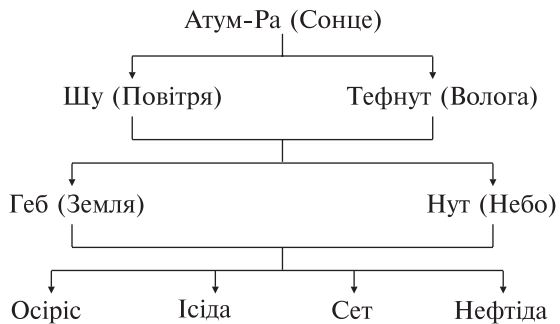 Атум-Ра (Сонце)
Шу (Повітря) Тефнут (Волога)
Геб (Земля) Нут (Небо)
Осіріс Ісіда Сет Нефтіда